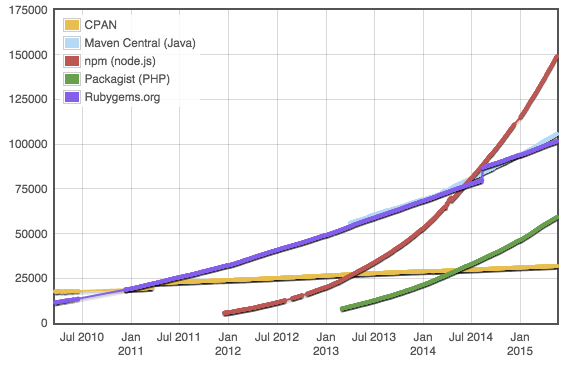 175000
150000
125000
100000
75000
50000
25000
0
CPAN
Maven Central (Java)
npm (node.js)
Packagist (PHP)
Rubygems.org
Jul 2010
Jan
2011
Jul 2011
Jan
2012
Jul 2012
Jan
2013
Jul 2013
Jan
2014
Jul 2014
Jan
2015